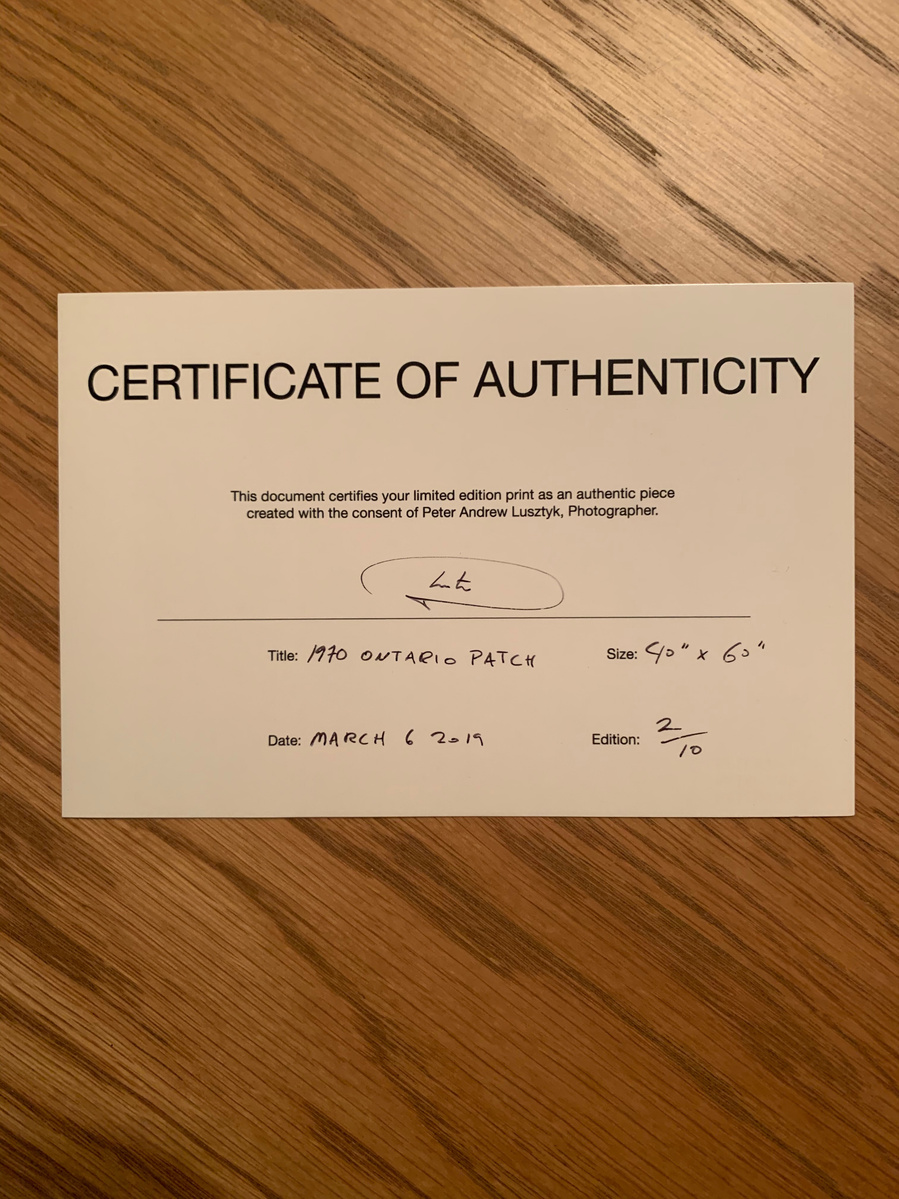 CERTIFICATE OF AUTHENTICITY
This document certifies your limited edition print as an authentic piece
created with the consent of Peter Andrew Lusztyk, Photographer.
Title: 1970 ONTARIO PATCH
Size: 40" x 60"
Date: MARCH 6 2019
Edition: 2/10